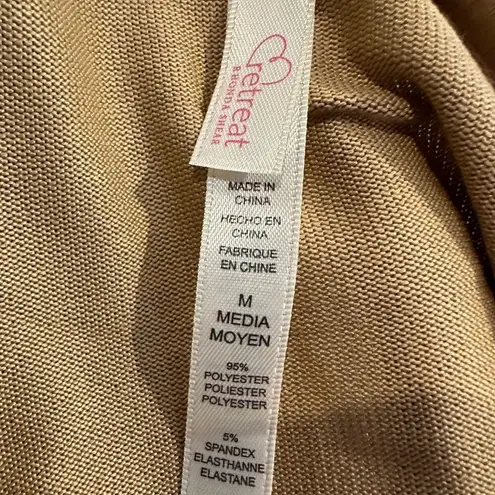 retreat
RHONDA SHEAR
MADE IN
CHINA
HECHO EN
CHINA
FABRIQUE
EN CHINE
M
MEDIA
MOYEN
95%
POLYESTER
POLIESTER
POLYESTER
5%
SPANDEX
ELASTHANNE
ELASTANE